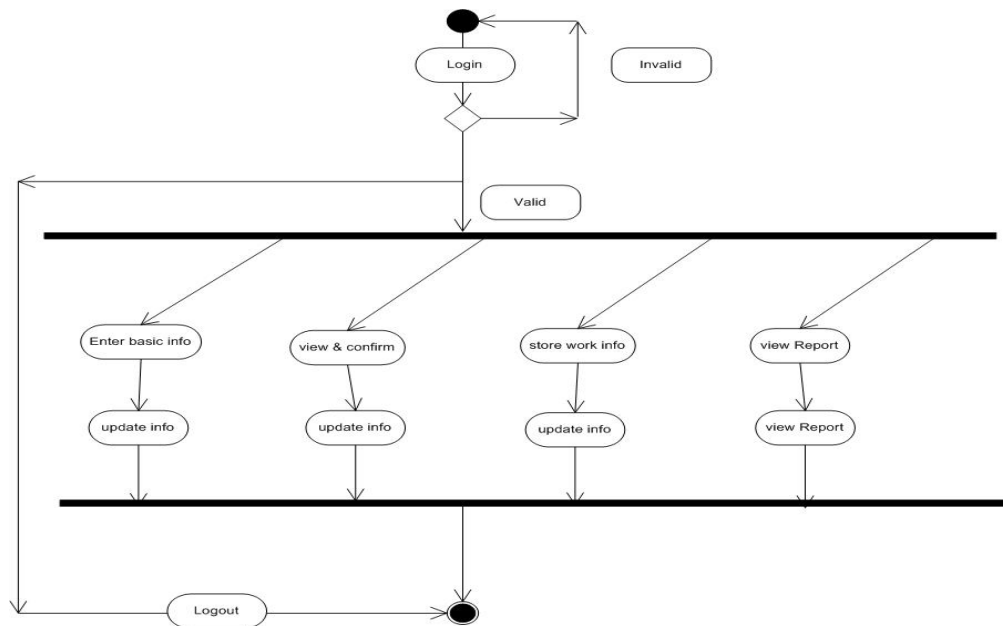 Login
Invalid
Valid
Enter basic info
view & confirm
store work info
view Report
update info
update info
update info
view Report
Logout